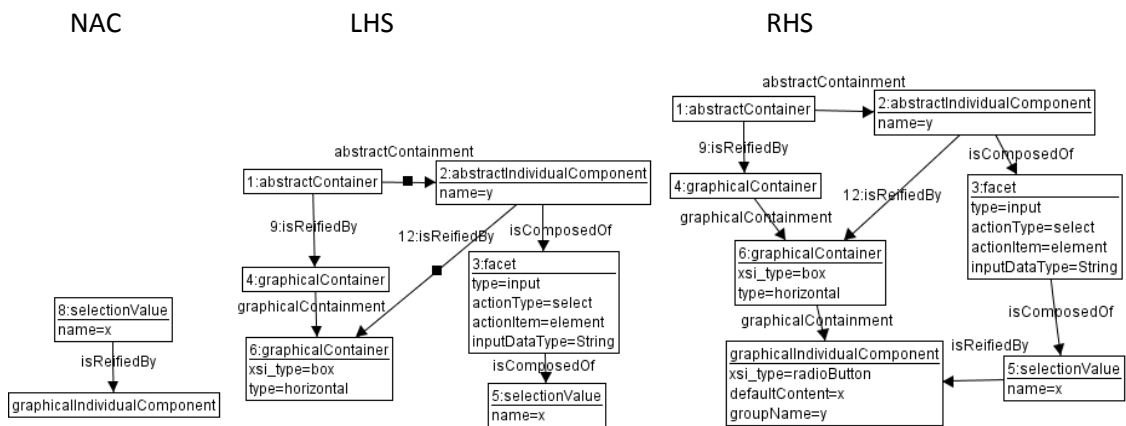 NAC
LHS
RHS
8:selectionValue
name=x
isReifiedBy
graphicalIndividualComponent
abstractContainment
1:abstractContainer
2:abstractIndividualComponent
name=y
9:isReifiedBy
12:isReifiedBy
isComposedOf
4:graphicalContainer
3:facet
type=input
actionType=select
actionItem=element
inputDataType=String
graphicalContainment
6:graphicalContainer
xsi_type=box
type=horizontal
isComposedOf
5:selectionValue
name=x
abstractContainment
1:abstractContainer
2:abstractIndividualComponent
name=y
9:isReifiedBy
isComposedOf
4:graphicalContainer
12:isReifiedBy
3:facet
type=input
actionType=select
actionItem=element
inputDataType=String
graphicalContainment
6:graphicalContainer
xsi_type=box
type=horizontal
isComposedOf
graphicalContainment
isReifiedBy
graphicalIndividualComponent
xsi_type=radioButton
defaultContent=x
groupName=y
5:selectionValue
name=x